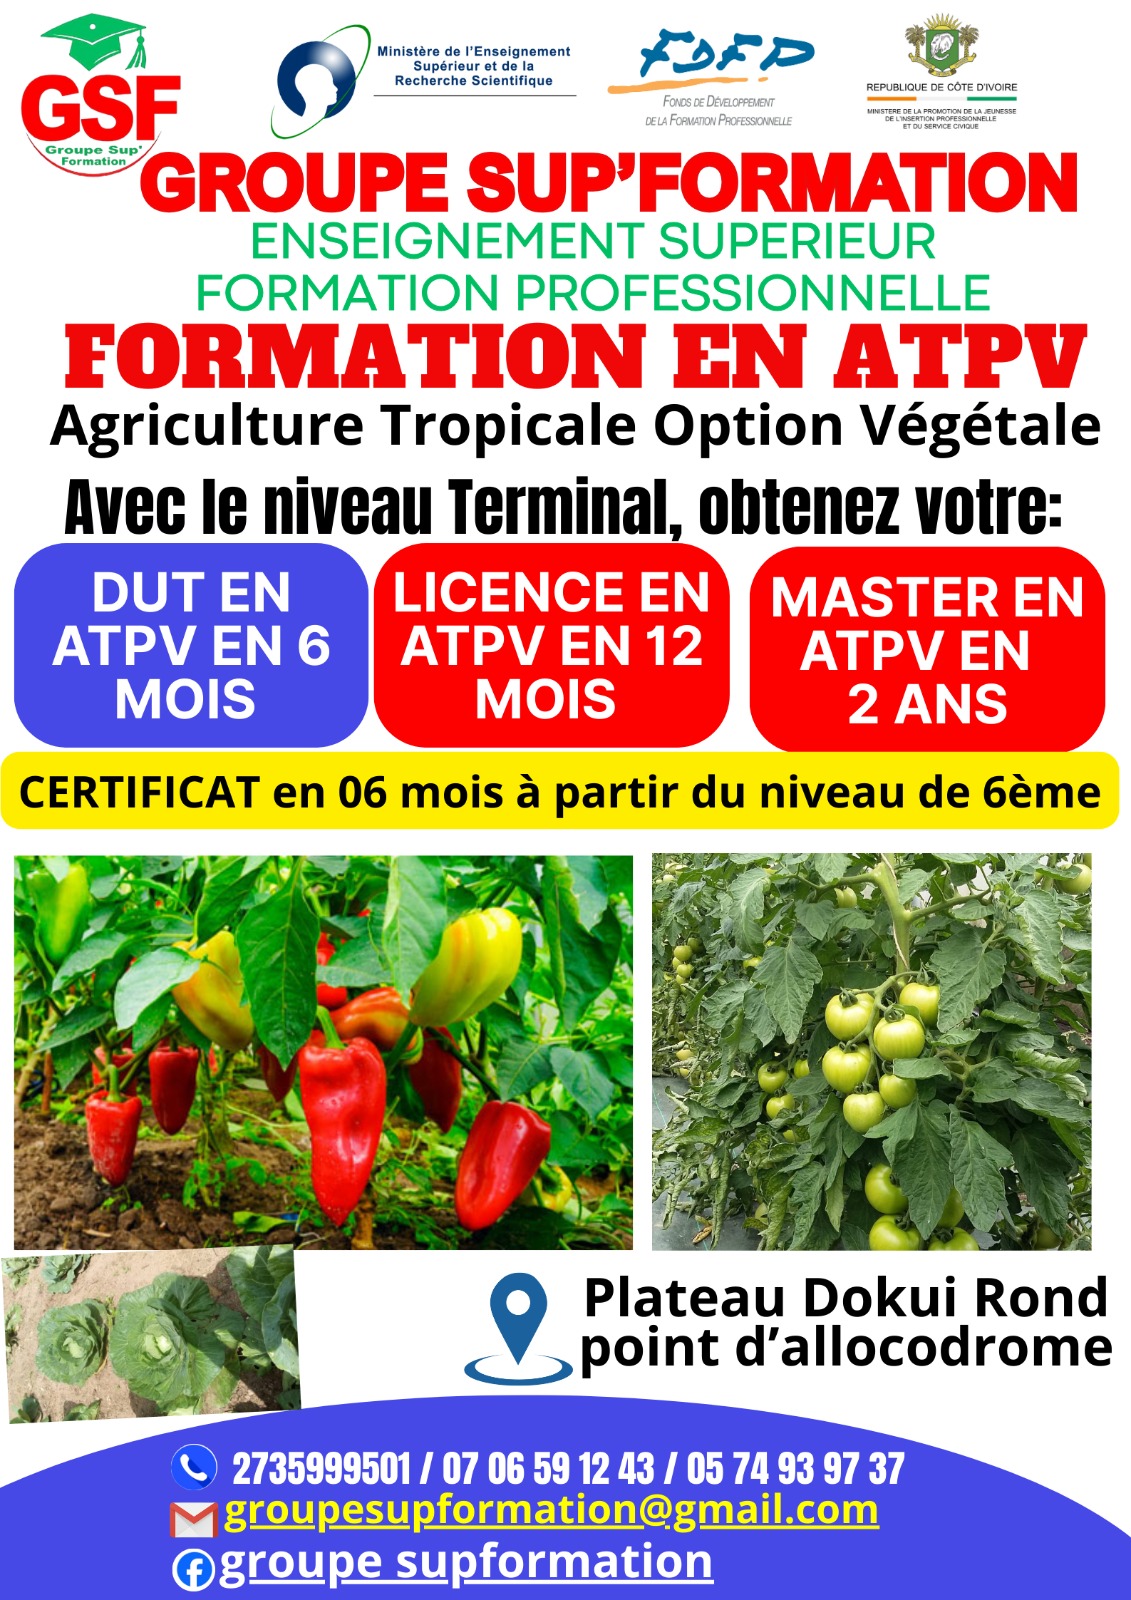 GSF
Groupe Sup'
Formation
Ministère de l'Enseignement
Supérieur et de la
Recherche Scientifique
FDFP
FONDS DE DÉVELOPPEMENT
DE LA FORMATION PROFESSIONNELLE
REPUBLIQUE DE CÔTE D'IVOIRE
MINISTERE DE LA PROMOTION DE LA JEUNESSE
DE L'INSERTION PROFESSIONNELLE
ET DU SERVICE CIVIQUE
GROUPE SUP'FORMATION
ENSEIGNEMENT SUPERIEUR
FORMATION PROFESSIONNELLE
FORMATION EN ATPV
Agriculture Tropicale Option Végétale
Avec le niveau Terminal, obtenez votre:
DUT EN
ATPV EN 6
MOIS
LICENCE EN
ATPV EN 12
MOIS
MASTER EN
ATPV EN
2 ANS
CERTIFICAT en 06 mois à partir du niveau de 6ème
Plateau Dokui Rond
point d'allocodrome
2735999501 / 07 06 59 12 43 / 05 74 93 97 37
groupesupformation@gmail.com
groupe supformation